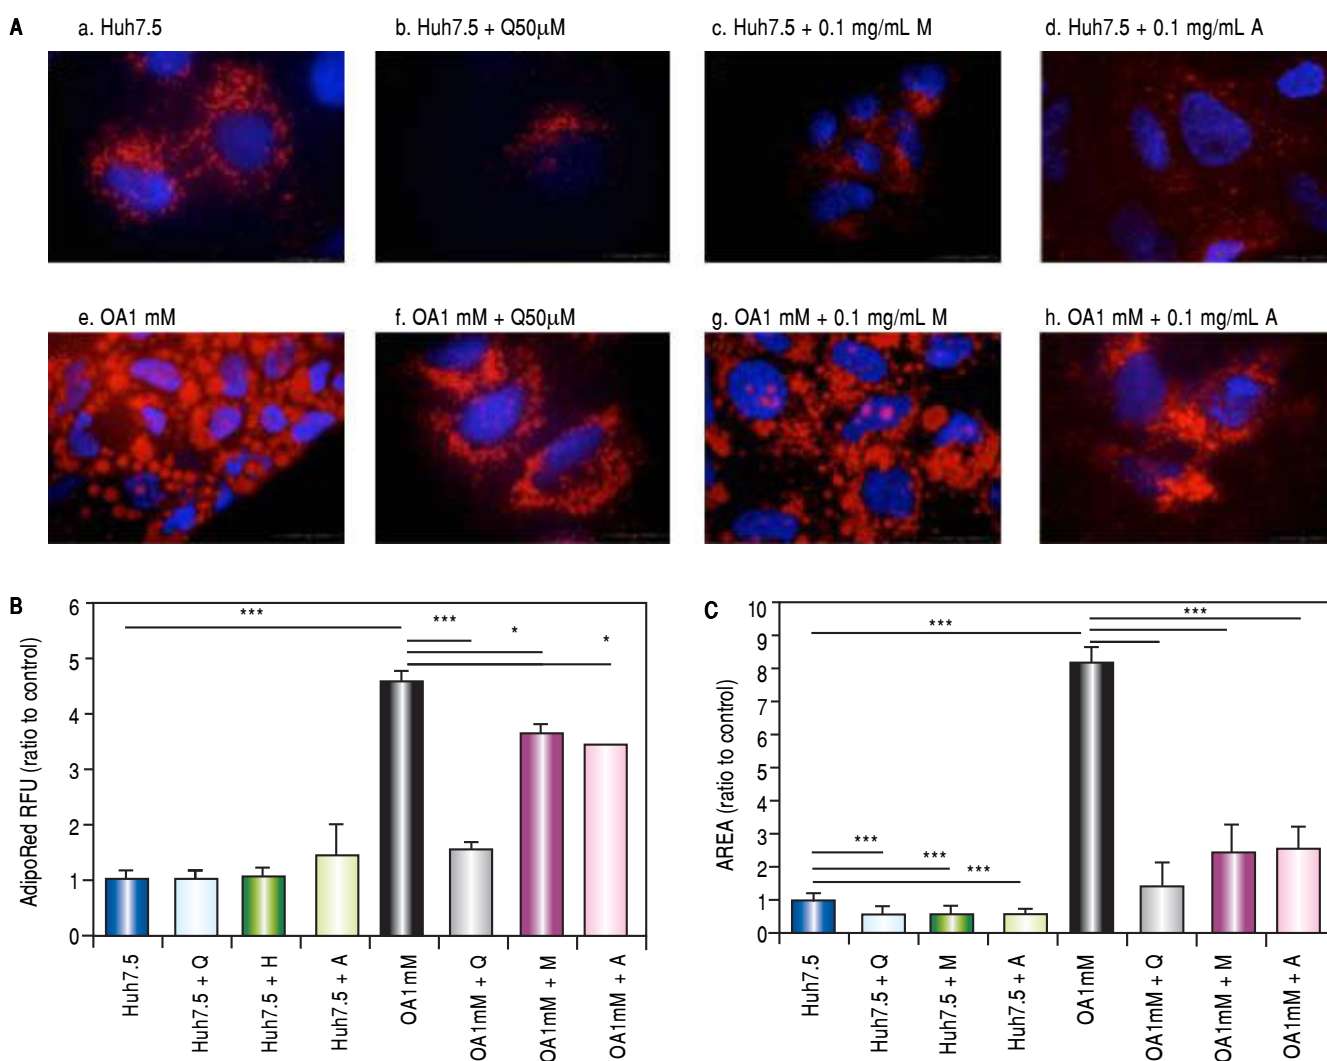 A
a. Huh7.5
b. Huh7.5 + Q50µM
c. Huh7.5 + 0.1 mg/mL M
d. Huh7.5 + 0.1 mg/mL A
e. OA1 mM
f. OA1 mM + Q50µM
g. OA1 mM + 0.1 mg/mL M
h. OA1 mM + 0.1 mg/mL A
B
AdipoRed RFU (ratio to control)
6
5
4
3
2
1
0
***
***
*
*
Huh7.5
Huh7.5 + Q
Huh7.5 + H
Huh7.5 + A
OA1mM
OA1mM + Q
OA1mM + M
OA1mM + A
C
AREA (ratio to control)
10
9
8
7
6
5
4
3
2
1
0
***
***
***
***
***
Huh7.5
Huh7.5 + Q
Huh7.5 + M
Huh7.5 + A
OA1mM
OA1mM + Q
OA1mM + M
OA1mM + A